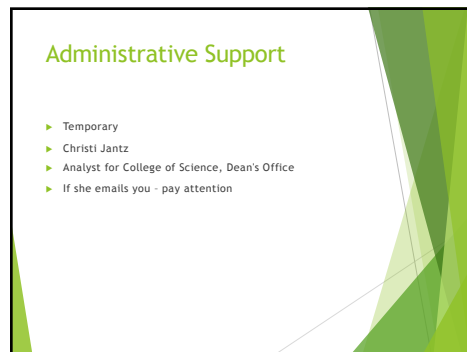 Administrative Support
Temporary
Christi Jantz
Analyst for College of Science, Dean's Office
If she emails you - pay attention